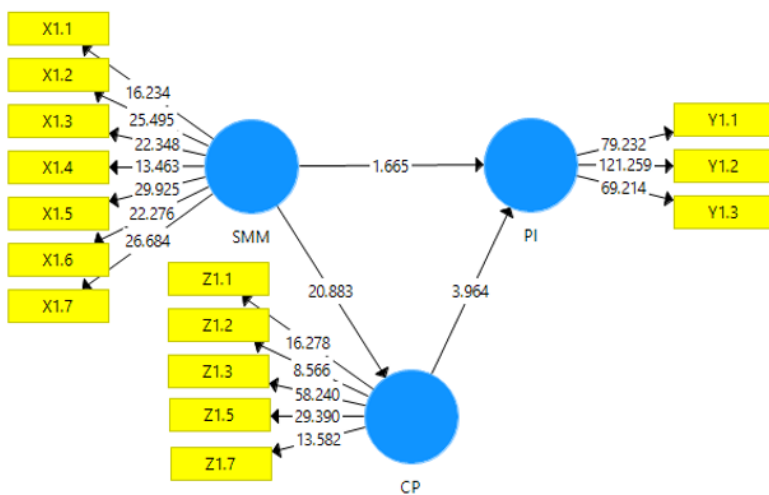 X1.1
X1.2
X1.3
X1.4
X1.5
X1.6
X1.7
16.234
25.495
22.348
13.463
29.925
22.276
26.684
SMM
1.665
PI
79.232
121.259
69.214
Y1.1
Y1.2
Y1.3
20.883
3.964
Z1.1
Z1.2
Z1.3
Z1.5
Z1.7
16.278
8.566
58.240
29.390
13.582
CP